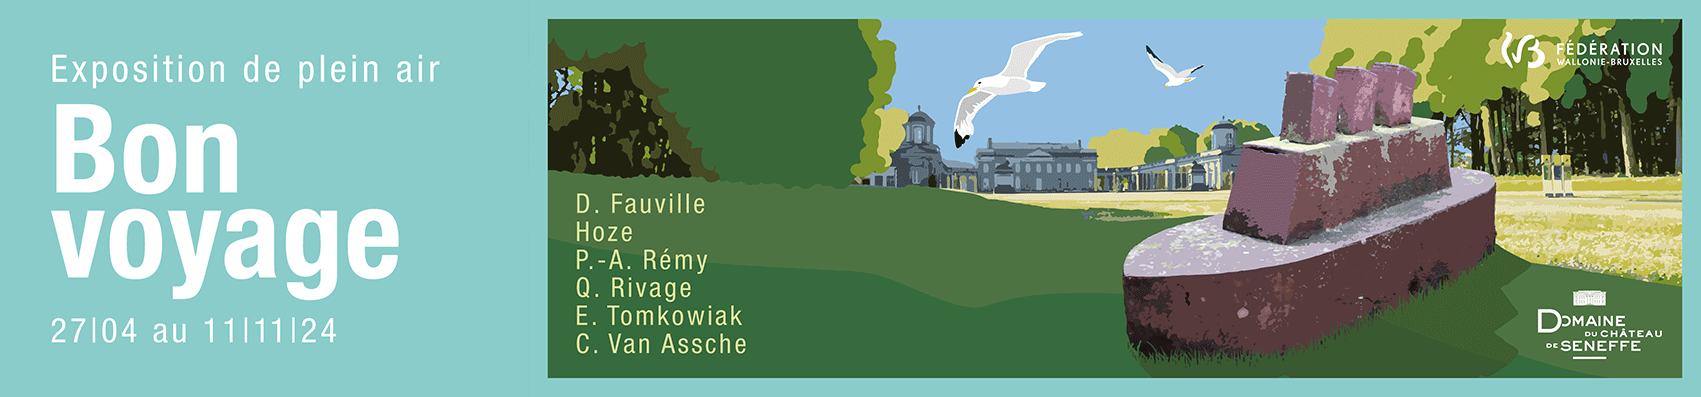 Exposition de plein air
Bon
voyage
27|04 au 11|11|24
D. Fauville
Hoze
P.-A. Rémy
Q. Rivage
E. Tomkowiak
C. Van Assche
FÉDÉRATION
WALLONIE-BRUXELLES
DOMAINE
DU CHÂTEAU
DE SENEFFE